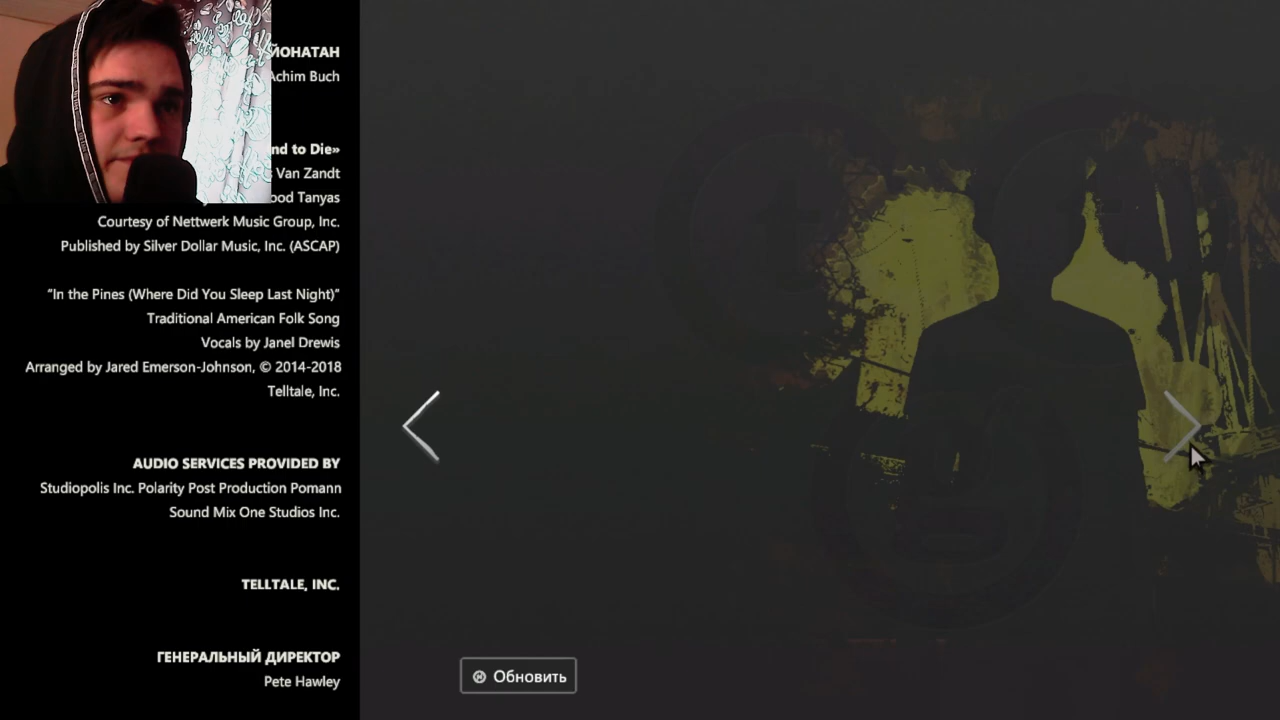 ЙОНАТАН
Achim Buch
nd to Die»
Van Zandt
ood Tanyas
Courtesy of Nettwerk Music Group, Inc.
Published by Silver Dollar Music, Inc. (ASCAP)
“In the Pines (Where Did You Sleep Last Night)”
Traditional American Folk Song
Vocals by Janel Drewis
Arranged by Jared Emerson-Johnson, © 2014-2018
Telltale, Inc.
AUDIO SERVICES PROVIDED BY
Studiopolis Inc. Polarity Post Production Pomann
Sound Mix One Studios Inc.
TELLTALE, INC.
ГЕНЕРАЛЬНЫЙ ДИРЕКТОР
Pete Hawley
Обновить